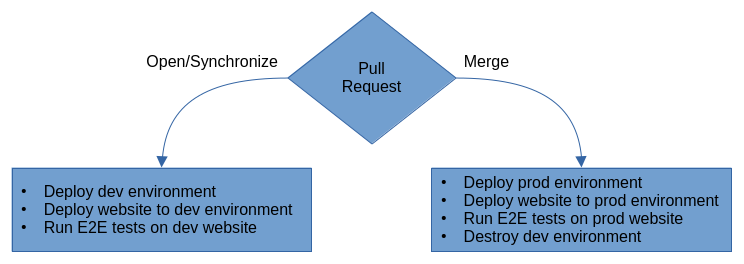 Open/Synchronize
Pull
Request
Merge
• Deploy dev environment
• Deploy website to dev environment
• Run E2E tests on dev website
• Deploy prod environment
• Deploy website to prod environment
• Run E2E tests on prod website
• Destroy dev environment